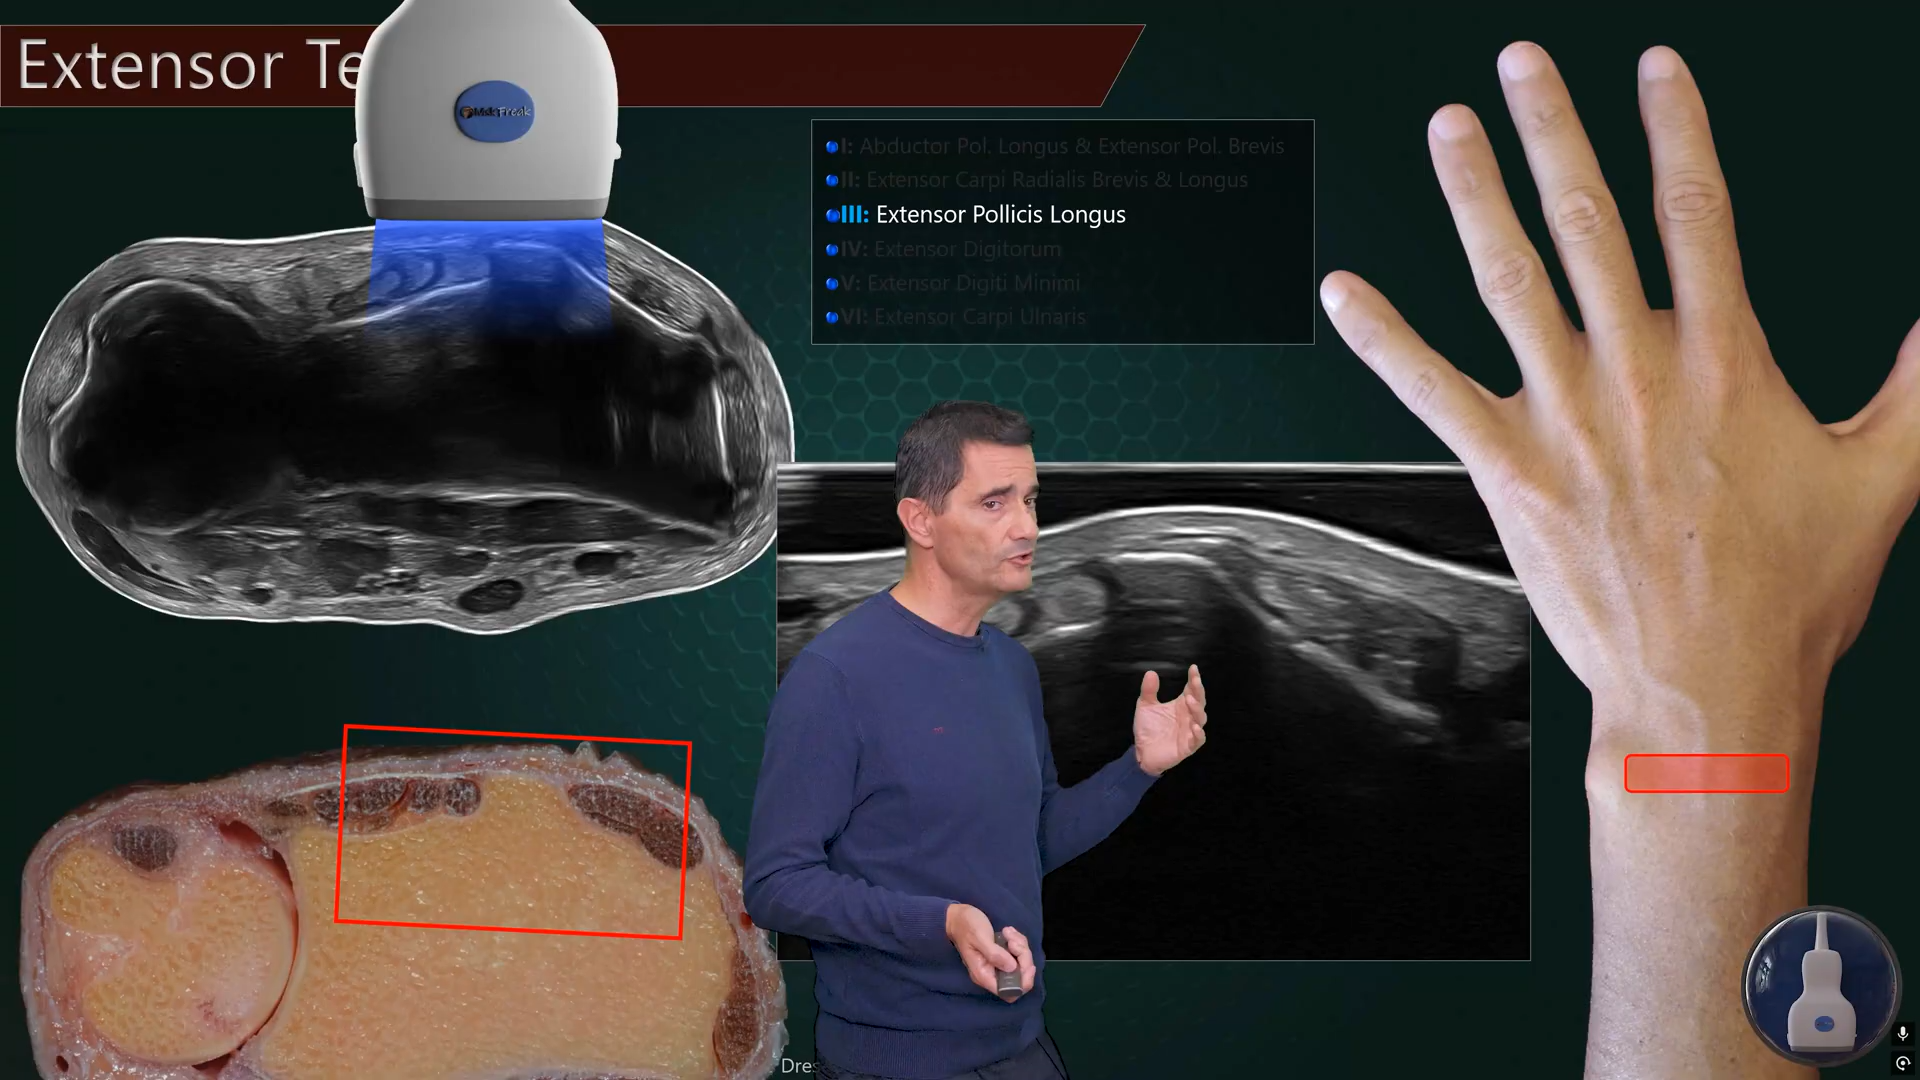 Extensor Te
MskFreak
I: Abductor Pol. Longus & Extensor Pol. Brevis
II: Extensor Carpi Radialis Brevis & Longus
III: Extensor Pollicis Longus
IV: Extensor Digitorum
V: Extensor Digiti Minimi
VI: Extensor Carpi Ulnaris
Dres